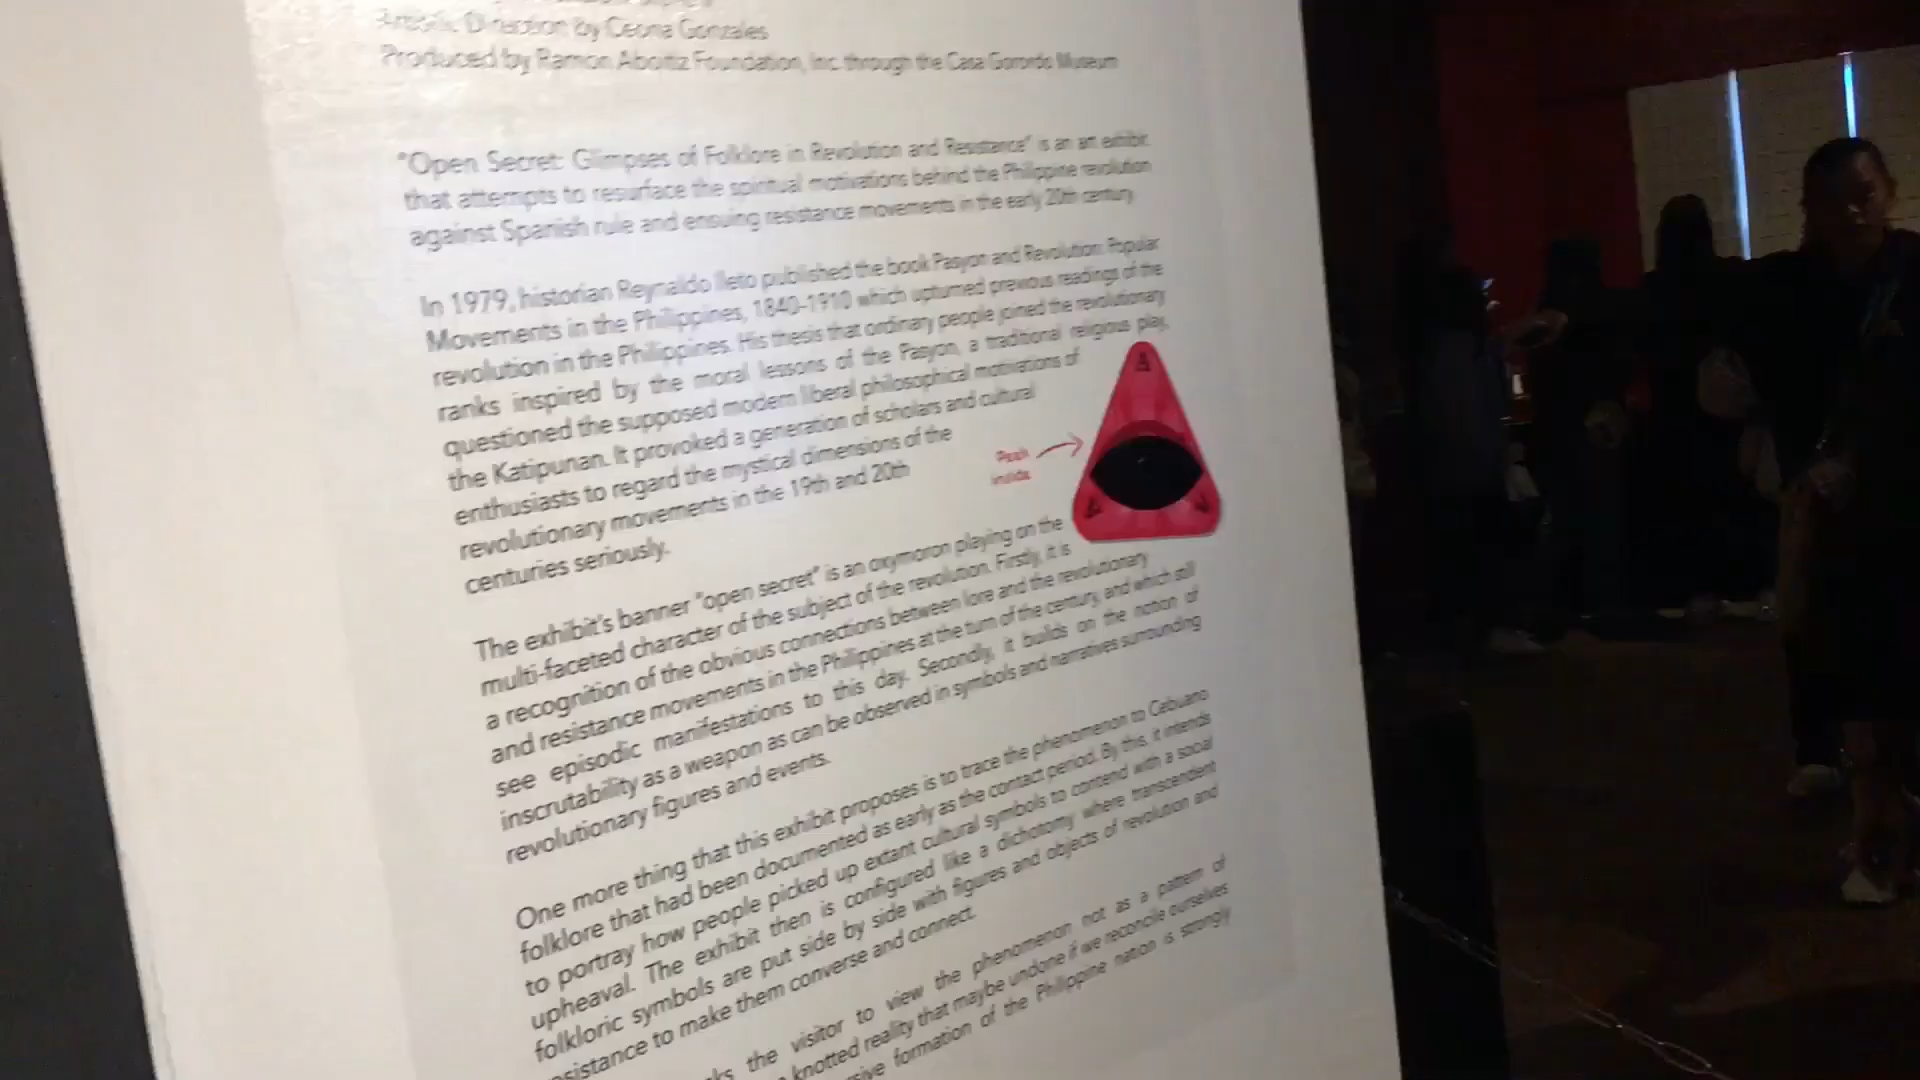 Direction by Ceona Gonzales
Produced by Ramon Aboitiz Foundation, Inc. through the Casa Gorordo Museum
"Open Secret: Glimpses of Folklore in Revolution and Resistance" is an art exhibit
that attempts to resurface the spiritual motivations behind the Philippine revolution
against Spanish rule and ensuing resistance movements in the early 20th century.
In 1979, historian Reynaldo Ileto published the book Pasyon and Revolution: Popular
Movements in the Philippines, 1840-1910 which upturned previous readings of the
revolution in the Philippines. His thesis that ordinary people joined the revolutionary
ranks inspired by the moral lessons of the Pasyon, a traditional religious play,
questioned the supposed modern liberal philosophical motivations of
the Katipunan. It provoked a generation of scholars and cultural
enthusiasts to regard the mystical dimensions of the
revolutionary movements in the 19th and 20th
centuries seriously.
A
Peek
inside
The exhibit's banner "open secret" is an oxymoron playing on the
multi-faceted character of the subject of the revolution. Firstly, it is
a recognition of the obvious connections between lore and the revolutionary
and resistance movements in the Philippines at the turn of the century, and which still
see episodic manifestations to this day. Secondly, it builds on the notion of
inscrutability as a weapon as can be observed in symbols and narratives surrounding
revolutionary figures and events.
One more thing that this exhibit proposes is to trace the phenomenon to Cebuano
folklore that had been documented as early as the contact period. By this, it intends
to portray how people picked up extant cultural symbols to contend with a social
upheaval. The exhibit then is configured like a dichotomy where transcendent
folkloric symbols are put side by side with figures and objects of revolution and
sistance to make them converse and connect.
ks the visitor to view the phenomenon not as a pattern of
knotted reality that maybe undone if we reconcile ourselves
sive formation of the Philippine nation is strongly